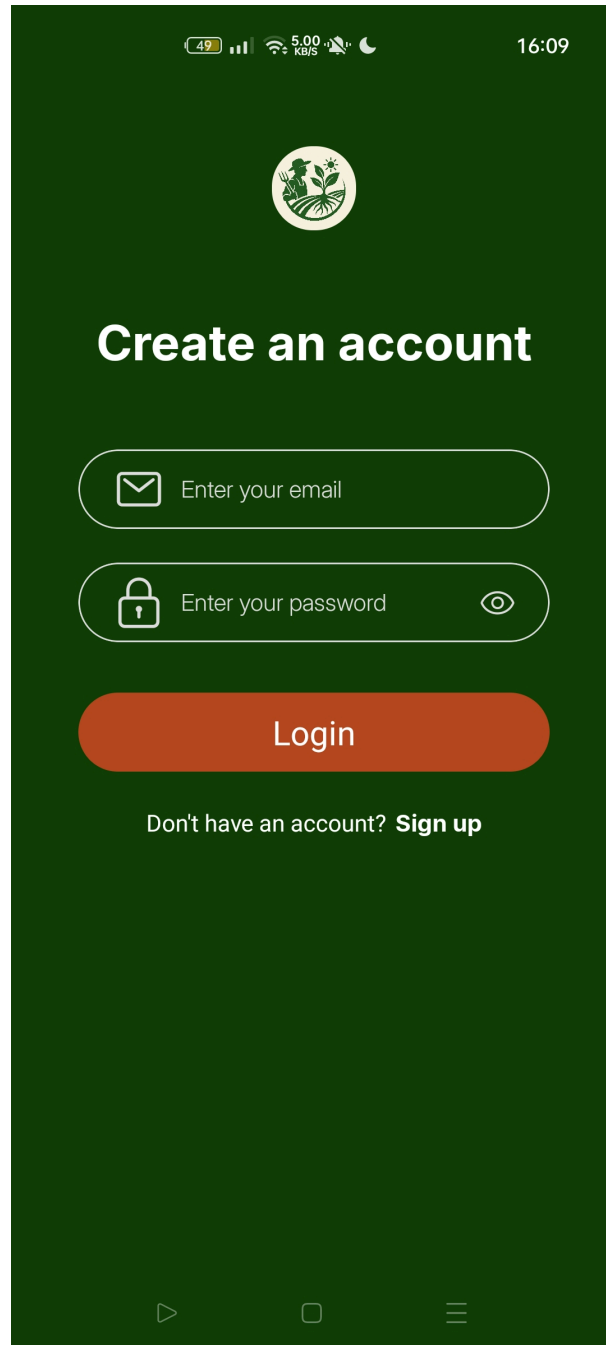 49 5.00 KB/S 16:09
Create an account
Enter your email
Enter your password
Login
Don't have an account? Sign up